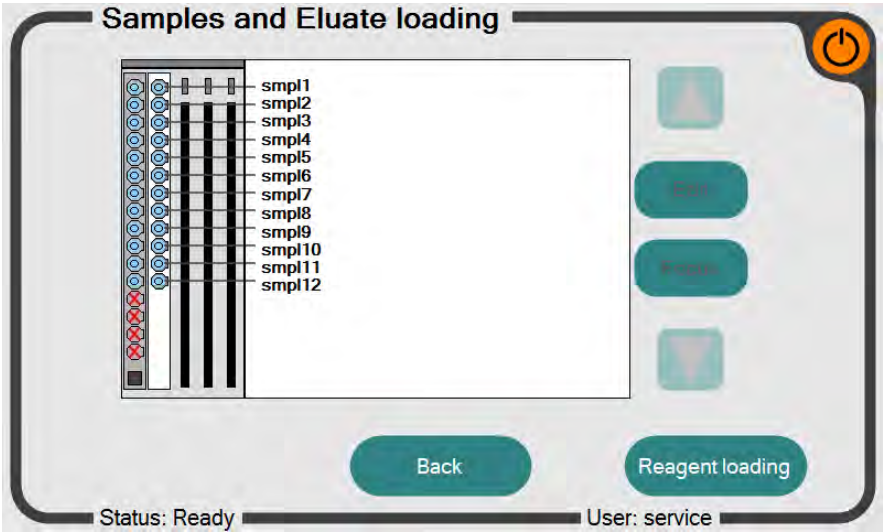 Samples and Eluate loading
smpl1
smpl2
smpl3
smpl4
smpl5
smpl6
smpl7
smpl8
smpl9
smpl10
smpl11
smpl12
Back
Reagent loading
Status: Ready
User: service